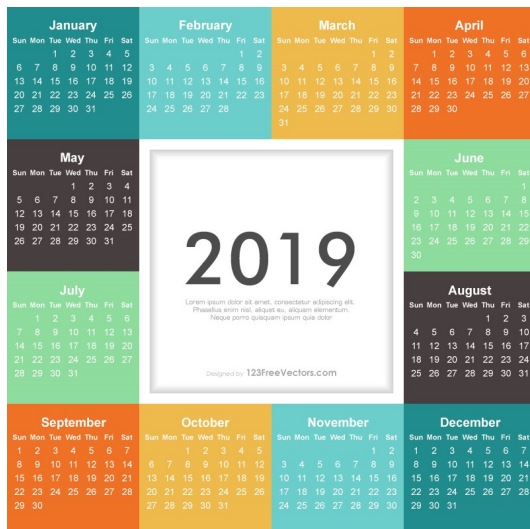 January
Sun Mon Tue Wed Thu Fri Sat
1 2 3 4 5
6 7 8 9 10 11 12
13 14 15 16 17 18 19
20 21 22 23 24 25 26
27 28 29 30 31
February
Sun Mon Tue Wed Thu Fri Sat
1 2
3 4 5 6 7 8 9
10 11 12 13 14 15 16
17 18 19 20 21 22 23
24 25 26 27 28
March
Sun Mon Tue Wed Thu Fri Sat
1 2
3 4 5 6 7 8 9
10 11 12 13 14 15 16
17 18 19 20 21 22 23
24 25 26 27 28 29 30
31
April
Sun Mon Tue Wed Thu Fri Sat
1 2 3 4 5 6
7 8 9 10 11 12 13
14 15 16 17 18 19 20
21 22 23 24 25 26 27
28 29 30
May
Sun Mon Tue Wed Thu Fri Sat
1 2 3 4
5 6 7 8 9 10 11
12 13 14 15 16 17 18
19 20 21 22 23 24 25
26 27 28 29 30 31
2019
Lorem ipsum dolor sit amet, consectetur adipiscing elit.
Phasellus enim nisl, aliquet eu, aliquam elementum.
Neque porro quisquam ipsum quia dolor
Designed by 123FreeVectors.com
June
Sun Mon Tue Wed Thu Fri Sat
1
2 3 4 5 6 7 8
9 10 11 12 13 14 15
16 17 18 19 20 21 22
23 24 25 26 27 28 29
30
July
Sun Mon Tue Wed Thu Fri Sat
1 2 3 4 5 6
7 8 9 10 11 12 13
14 15 16 17 18 19 20
21 22 23 24 25 26 27
28 29 30 31
August
Sun Mon Tue Wed Thu Fri Sat
1 2 3
4 5 6 7 8 9 10
11 12 13 14 15 16 17
18 19 20 21 22 23 24
25 26 27 28 29 30 31
September
Sun Mon Tue Wed Thu Fri Sat
1 2 3 4 5 6 7
8 9 10 11 12 13 14
15 16 17 18 19 20 21
22 23 24 25 26 27 28
29 30
October
Sun Mon Tue Wed Thu Fri Sat
1 2 3 4 5
6 7 8 9 10 11 12
13 14 15 16 17 18 19
20 21 22 23 24 25 26
27 28 29 30 31
November
Sun Mon Tue Wed Thu Fri Sat
1 2
3 4 5 6 7 8 9
10 11 12 13 14 15 16
17 18 19 20 21 22 23
24 25 26 27 28 29 30
December
Sun Mon Tue Wed Thu Fri Sat
1 2 3 4 5 6 7
8 9 10 11 12 13 14
15 16 17 18 19 20 21
22 23 24 25 26 27 28
29 30 31